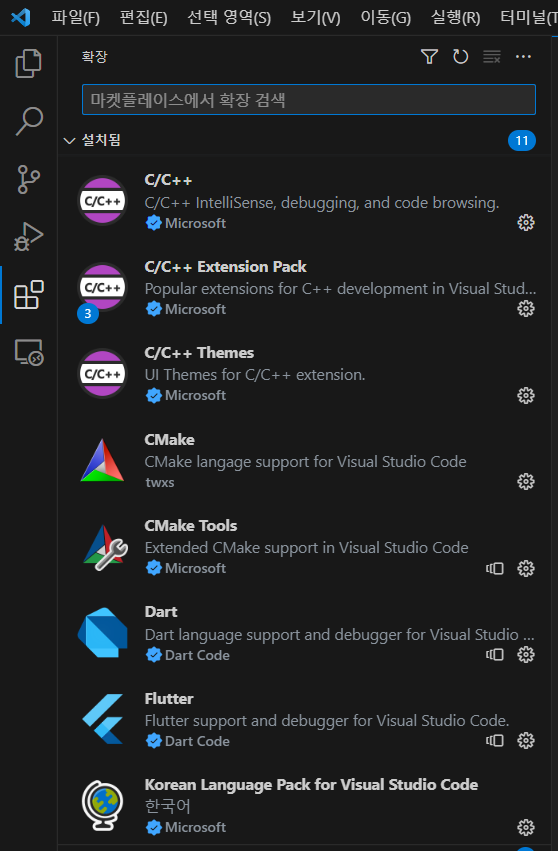 파일(F) 편집(E) 선택 영역(S) 보기(V) 이동(G) 실행(R) 터미널(T
확장
마켓플레이스에서 확장 검색
설치됨 11
C/C++
C/C++
C/C++ IntelliSense, debugging, and code browsing.
Microsoft
C/C++ Extension Pack
C/C++
Popular extensions for C++ development in Visual Stud...
3
Microsoft
C/C++ Themes
C/C++
UI Themes for C/C++ extension.
Microsoft
CMake
CMake langage support for Visual Studio Code
twxs
CMake Tools
Extended CMake support in Visual Studio Code
Microsoft
Dart
Dart language support and debugger for Visual Studio ...
Dart Code
Flutter
Flutter support and debugger for Visual Studio Code.
Dart Code
Korean Language Pack for Visual Studio Code
한국어
Microsoft